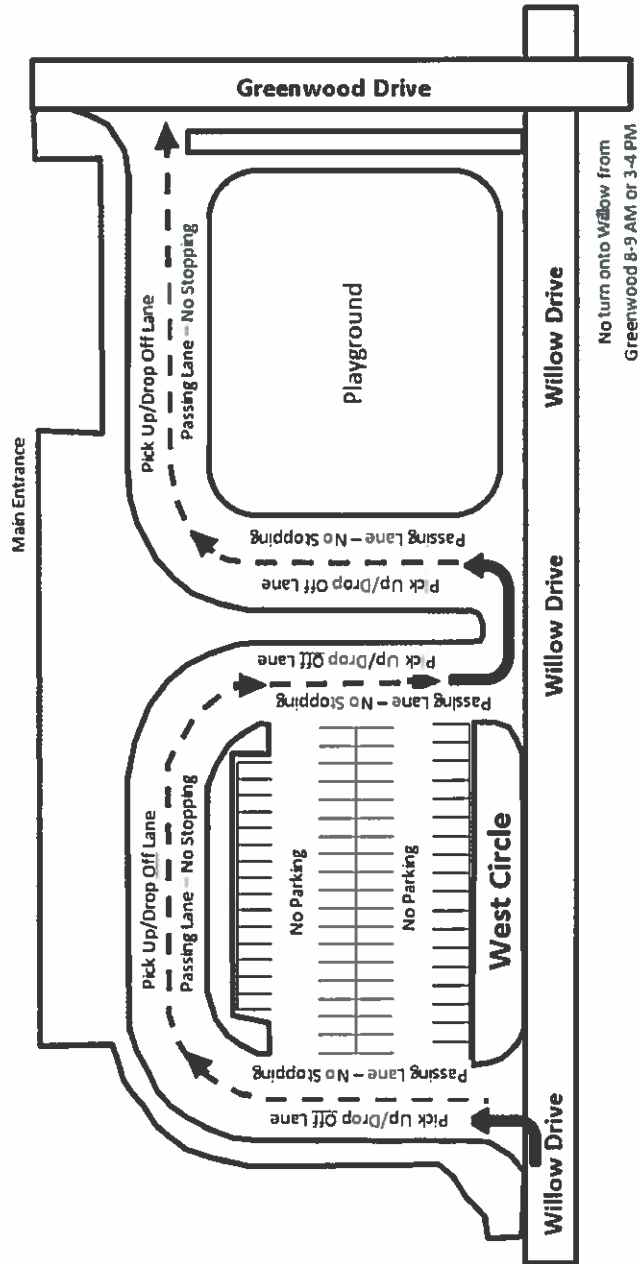 Main Entrance
Greenwood Drive
Pick Up/Drop Off Lane
Passing Lane – No Stopping
Pick Up/Drop Off Lane
Passing Lane – No Stopping
Playground
Passing Lane – No Stopping
Pick Up/Drop Off Lane
Pick Up/Drop Off Lane
Passing Lane – No Stopping
No Parking
No Parking
West Circle
Passing Lane – No Stopping
Pick Up/Drop Off Lane
Willow Drive
Willow Drive
Willow Drive
No turn onto Willow from
Greenwood 8-9 AM or 3-4 PM